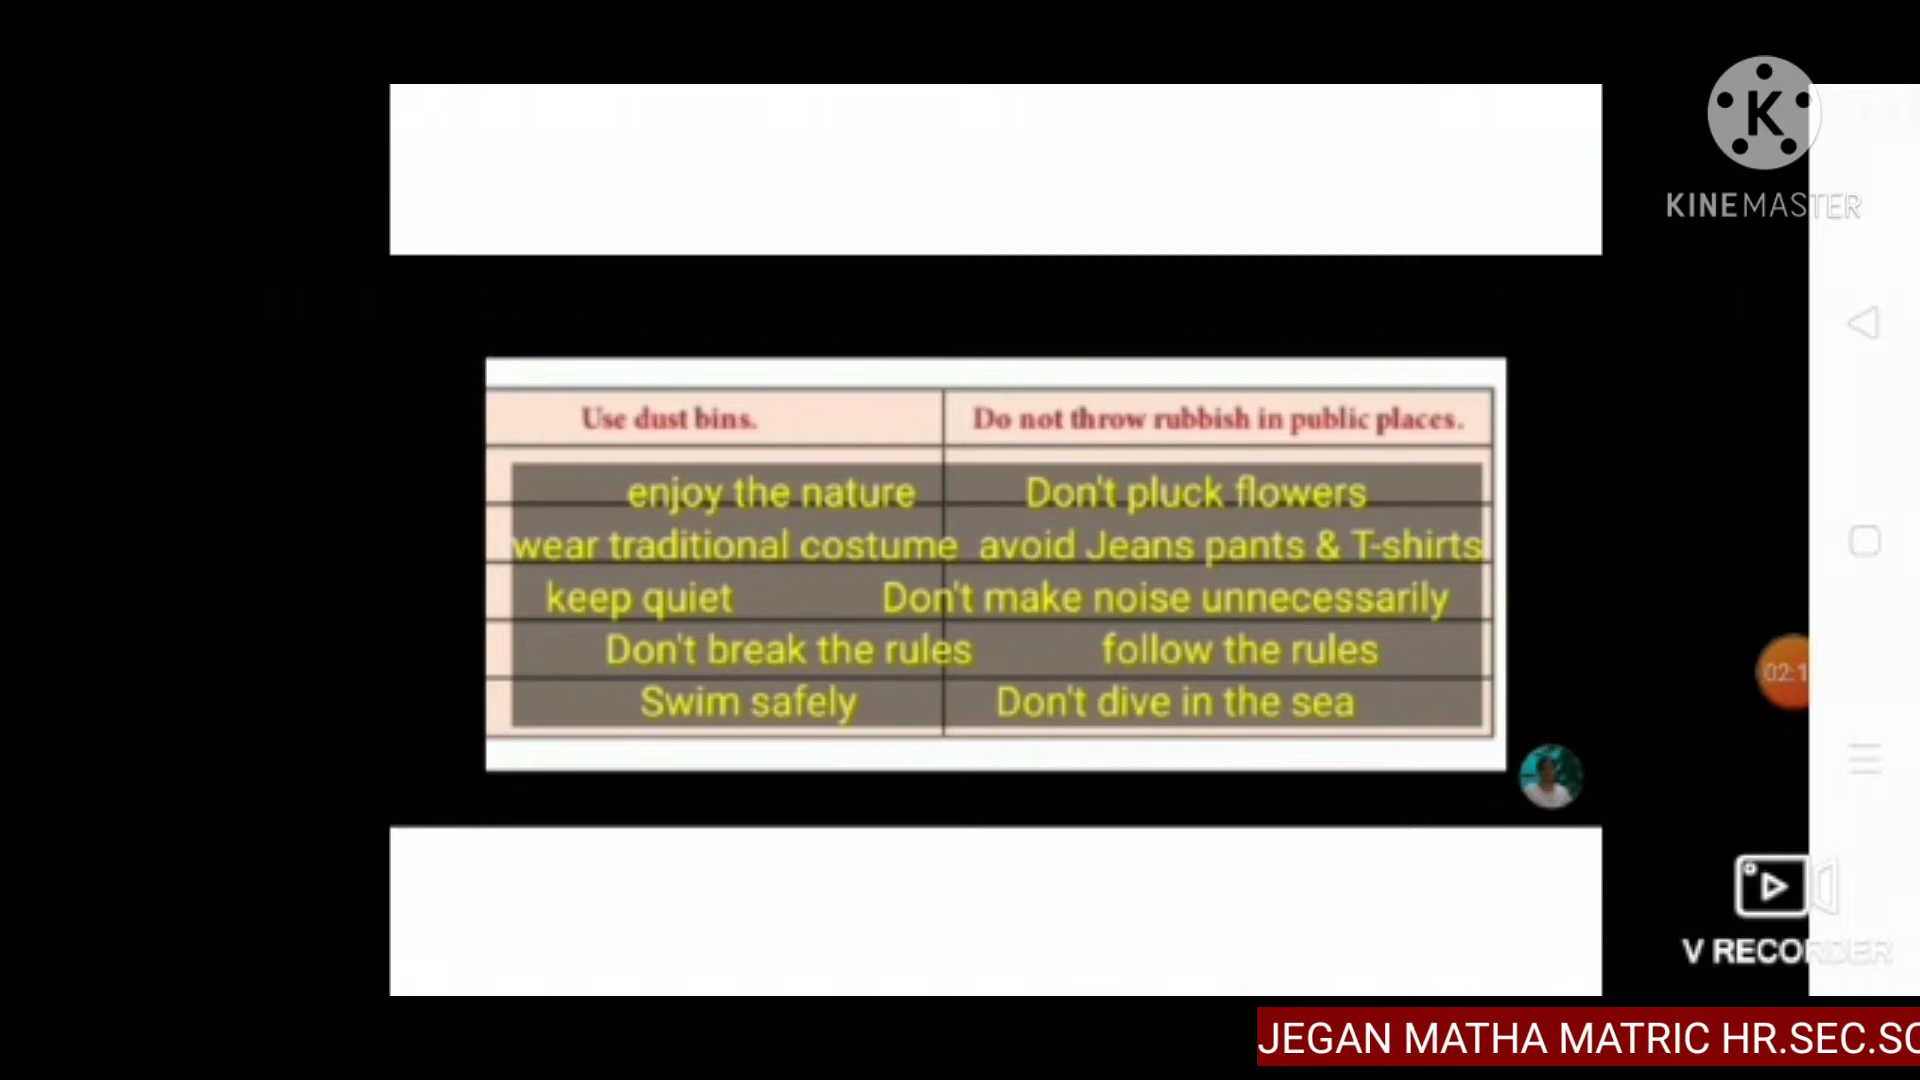 K
KINEMASTER
Use dust bins. Do not throw rubbish in public places.
enjoy the nature Don't pluck flowers
wear traditional costume avoid Jeans pants & T-shirts
keep quiet Don't make noise unnecessarily
Don't break the rules follow the rules
Swim safely Don't dive in the sea
02:1
V RECORDER
JEGAN MATHA MATRIC HR.SEC.SC